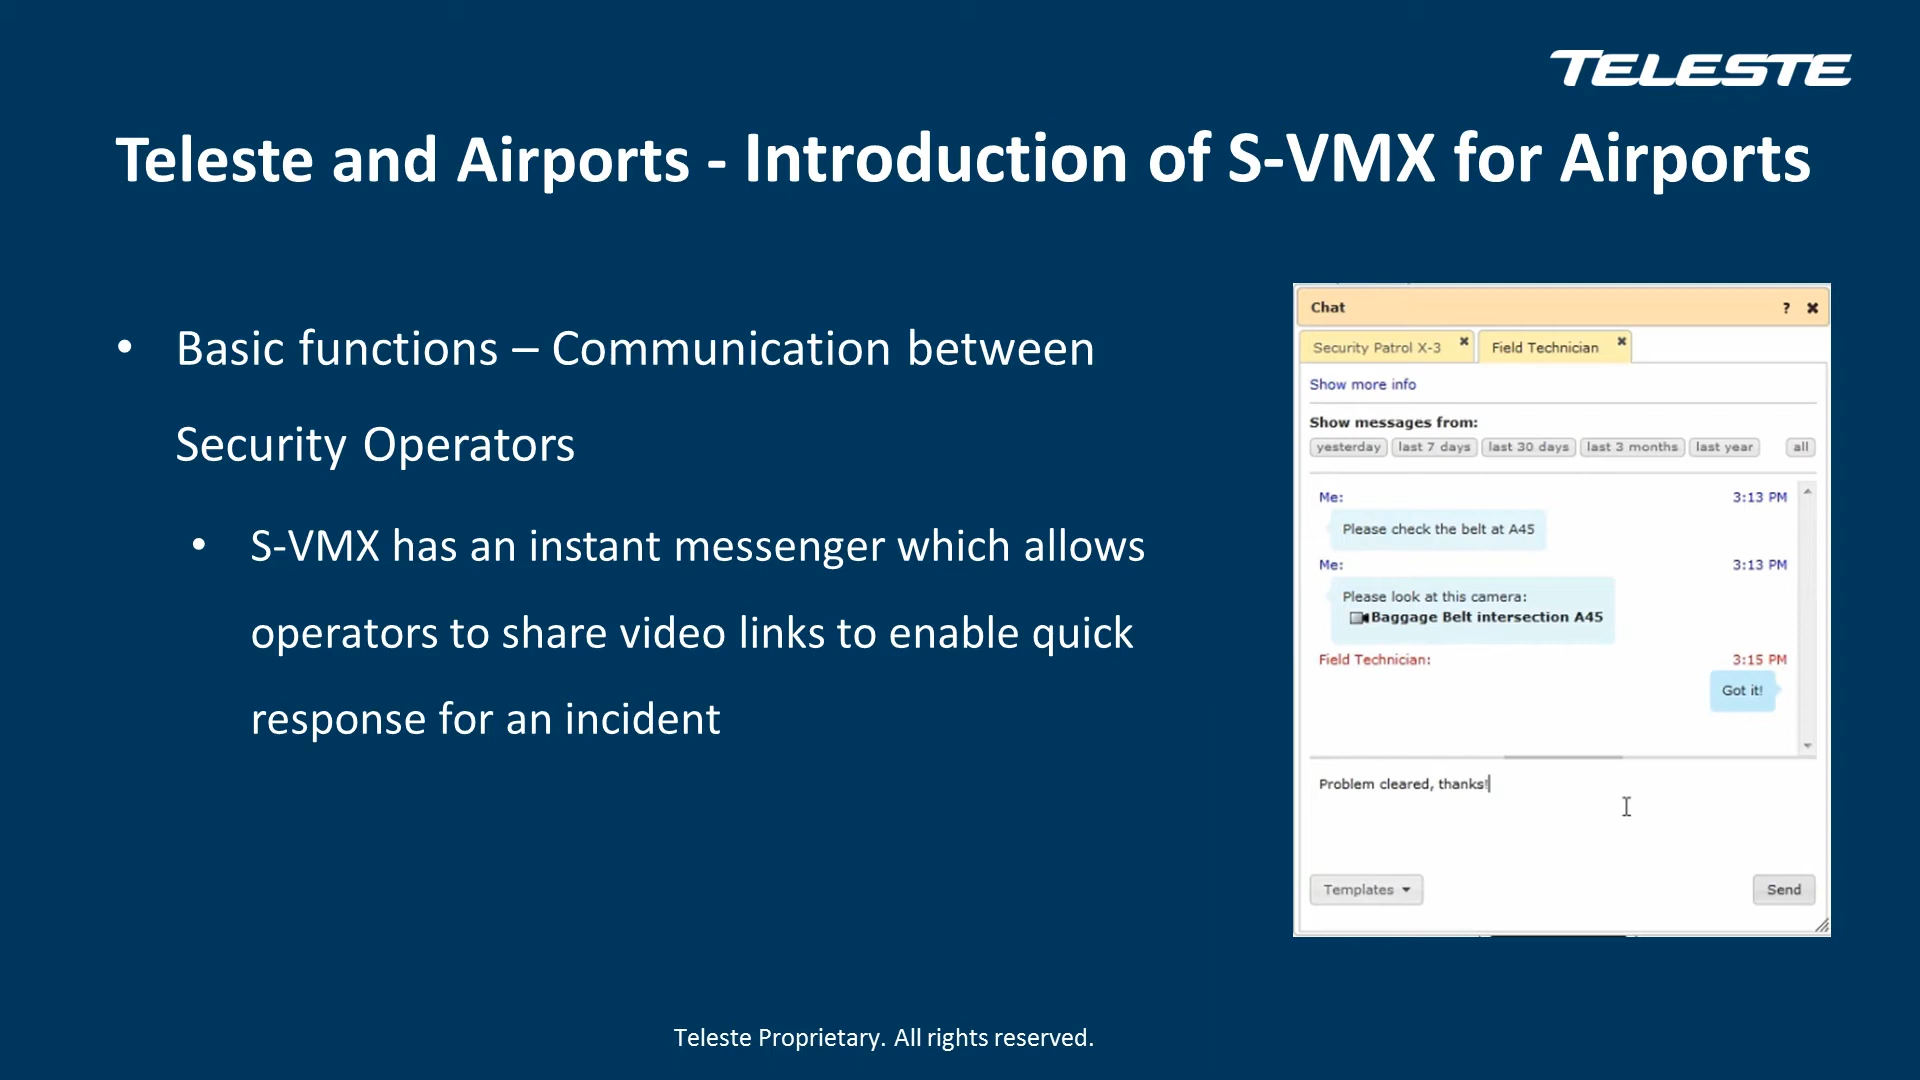 TELESTE
Teleste and Airports - Introduction of S-VMX for Airports
• Basic functions – Communication between
Security Operators
• S-VMX has an instant messenger which allows
operators to share video links to enable quick
response for an incident
Chat ? ✖
Security Patrol X-3 ✖ Field Technician ✖
Show more info
Show messages from:
yesterday last 7 days last 30 days last 3 months last year all
Me: 3:13 PM
Please check the belt at A45
Me: 3:13 PM
Please look at this camera:
Baggage Belt intersection A45
Field Technician: 3:15 PM
Got it!
Problem cleared, thanks!
Templates Send
Teleste Proprietary. All rights reserved.